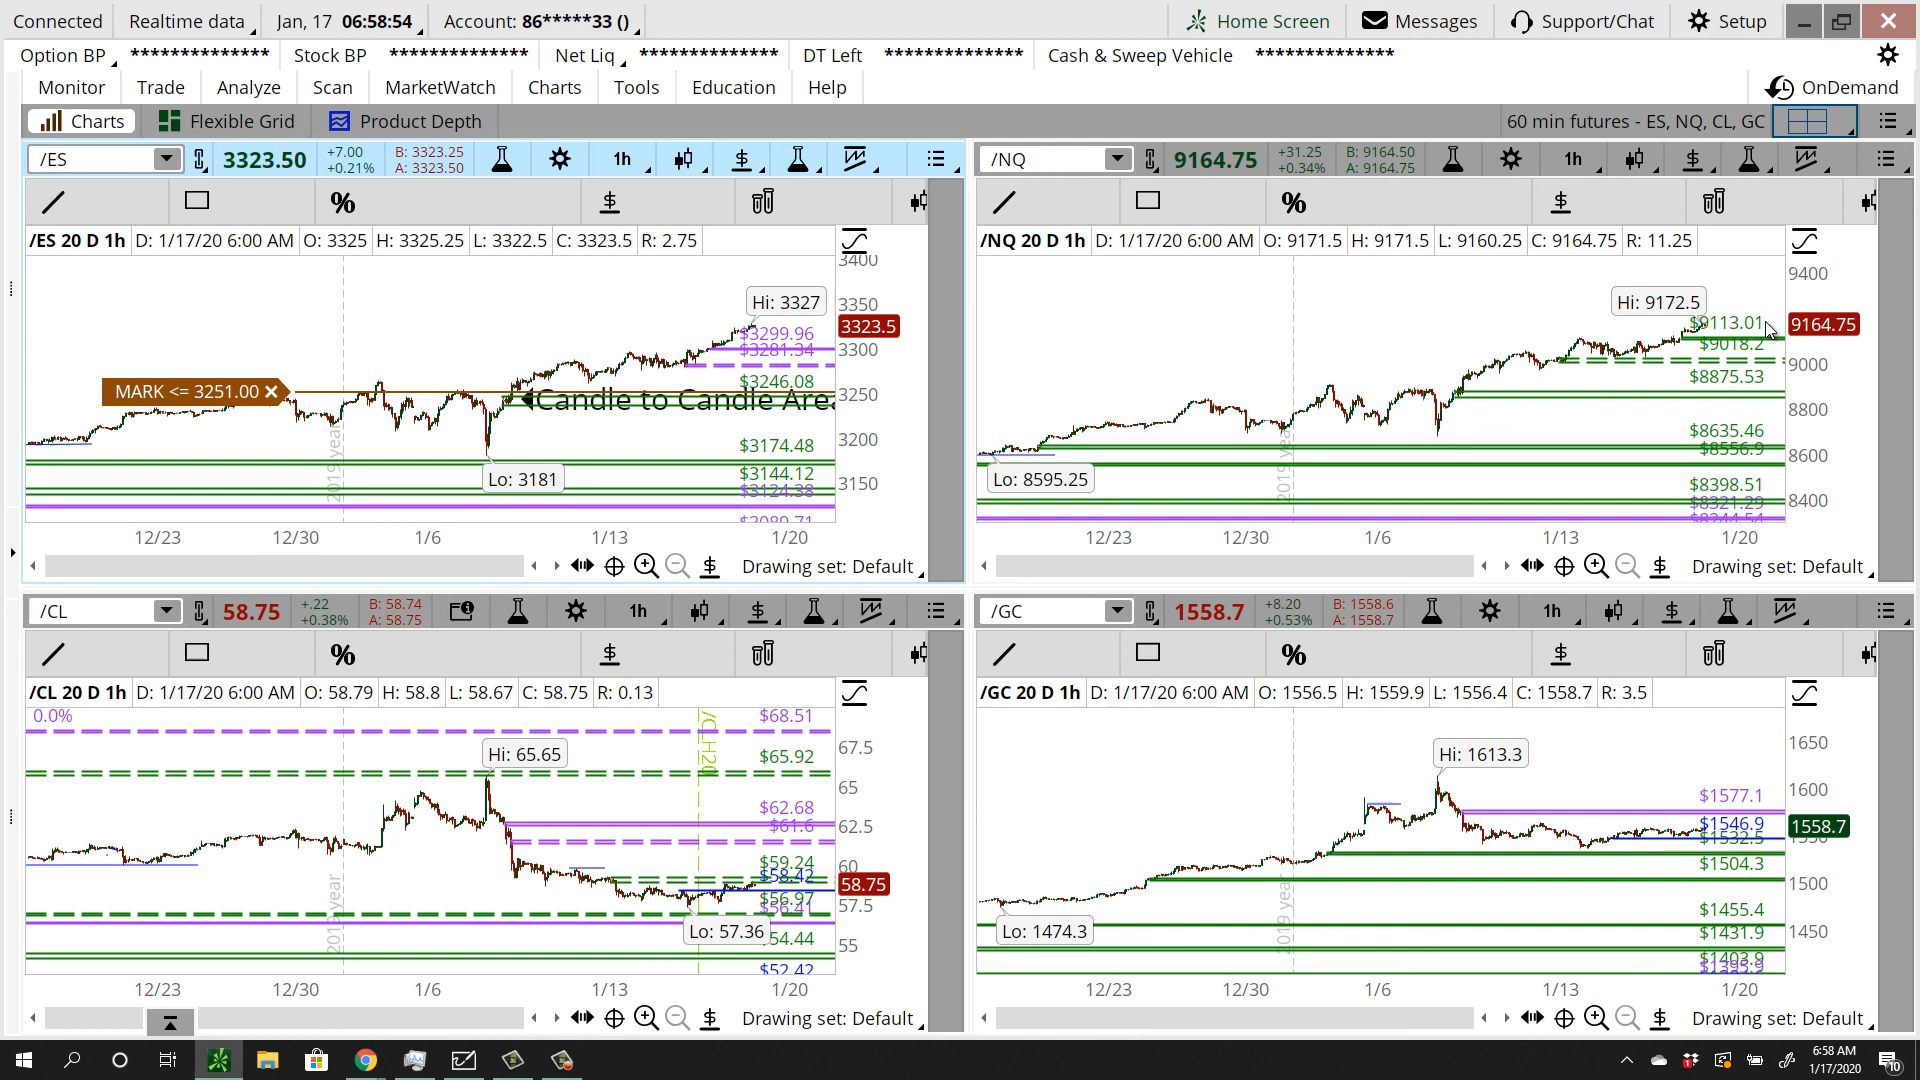 Connected Realtime data Jan, 17 06:58:54 Account: 86*****33 () Home Screen Messages Support/Chat Setup
Option BP ************** Stock BP ************** Net Liq ************** DT Left ************** Cash & Sweep Vehicle **************
Monitor Trade Analyze Scan MarketWatch Charts Tools Education Help OnDemand
Charts Flexible Grid Product Depth 60 min futures - ES, NQ, CL, GC
/ES 3323.50 +7.00 +0.21% B: 3323.25 A: 3323.50 1h
%
/ES 20 D 1h D: 1/17/20 6:00 AM O: 3325 H: 3325.25 L: 3322.5 C: 3323.5 R: 2.75
3400
Hi: 3327
3350
3323.5
$3299.96
3300
$3281.34
$3246.08
MARK <= 3251.00
3250
Candle to Candle Area
3200
$3174.48
Lo: 3181
$3144.12
3150
$3124.38
$3089.71
2019 year
12/23 12/30 1/6 1/13 1/20
Drawing set: Default
/NQ 9164.75 +31.25 +0.34% B: 9164.50 A: 9164.75 1h
%
/NQ 20 D 1h D: 1/17/20 6:00 AM O: 9171.5 H: 9171.5 L: 9160.25 C: 9164.75 R: 11.25
9400
Hi: 9172.5
$9113.01
9164.75
$9018.2
9000
$8875.53
8800
$8635.46
$8556.9
8600
Lo: 8595.25
$8398.51
8400
$8321.29
$8244.54
2019 year
12/23 12/30 1/6 1/13 1/20
Drawing set: Default
/CL 58.75 +.22 +0.38% B: 58.74 A: 58.75 1h
%
/CL 20 D 1h D: 1/17/20 6:00 AM O: 58.79 H: 58.8 L: 58.67 C: 58.75 R: 0.13
0.0%
$68.51
/CLH20
Hi: 65.65
$65.92
67.5
65
$62.68
$61.6
62.5
$59.24
60
$58.42
58.75
$56.97
$56.41
57.5
Lo: 57.36
54.44
55
$52.42
2019 year
12/23 12/30 1/6 1/13 1/20
Drawing set: Default
/GC 1558.7 +8.20 +0.53% B: 1558.6 A: 1558.7 1h
%
/GC 20 D 1h D: 1/17/20 6:00 AM O: 1556.5 H: 1559.9 L: 1556.4 C: 1558.7 R: 3.5
1650
Hi: 1613.3
1600
$1577.1
$1546.9
1558.7
$1532.5
$1504.3
1500
$1455.4
Lo: 1474.3
$1431.9
1450
$1403.9
$1395.9
2019 year
12/23 12/30 1/6 1/13 1/20
Drawing set: Default
6:58 AM
1/17/2020
10